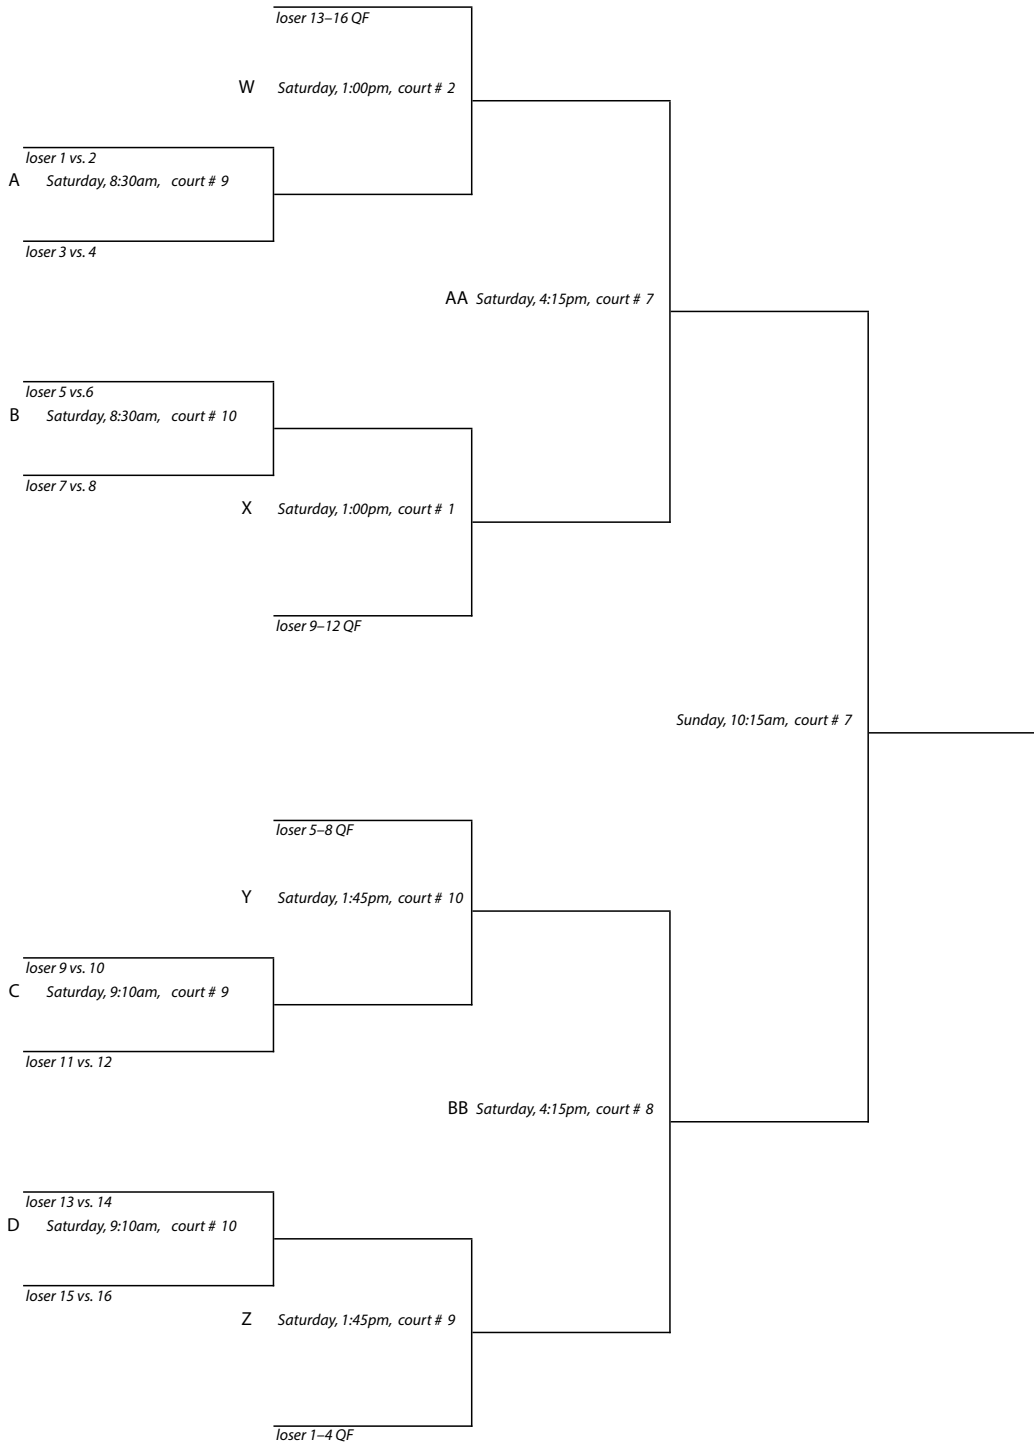 loser 13–16 QF
W Saturday, 1:00pm, court # 2
loser 1 vs. 2
A Saturday, 8:30am, court # 9
loser 3 vs. 4
AA Saturday, 4:15pm, court # 7
loser 5 vs.6
B Saturday, 8:30am, court # 10
loser 7 vs. 8
X Saturday, 1:00pm, court # 1
loser 9–12 QF
Sunday, 10:15am, court # 7
loser 5–8 QF
Y Saturday, 1:45pm, court # 10
loser 9 vs. 10
C Saturday, 9:10am, court # 9
loser 11 vs. 12
BB Saturday, 4:15pm, court # 8
loser 13 vs. 14
D Saturday, 9:10am, court # 10
loser 15 vs. 16
Z Saturday, 1:45pm, court # 9
loser 1–4 QF